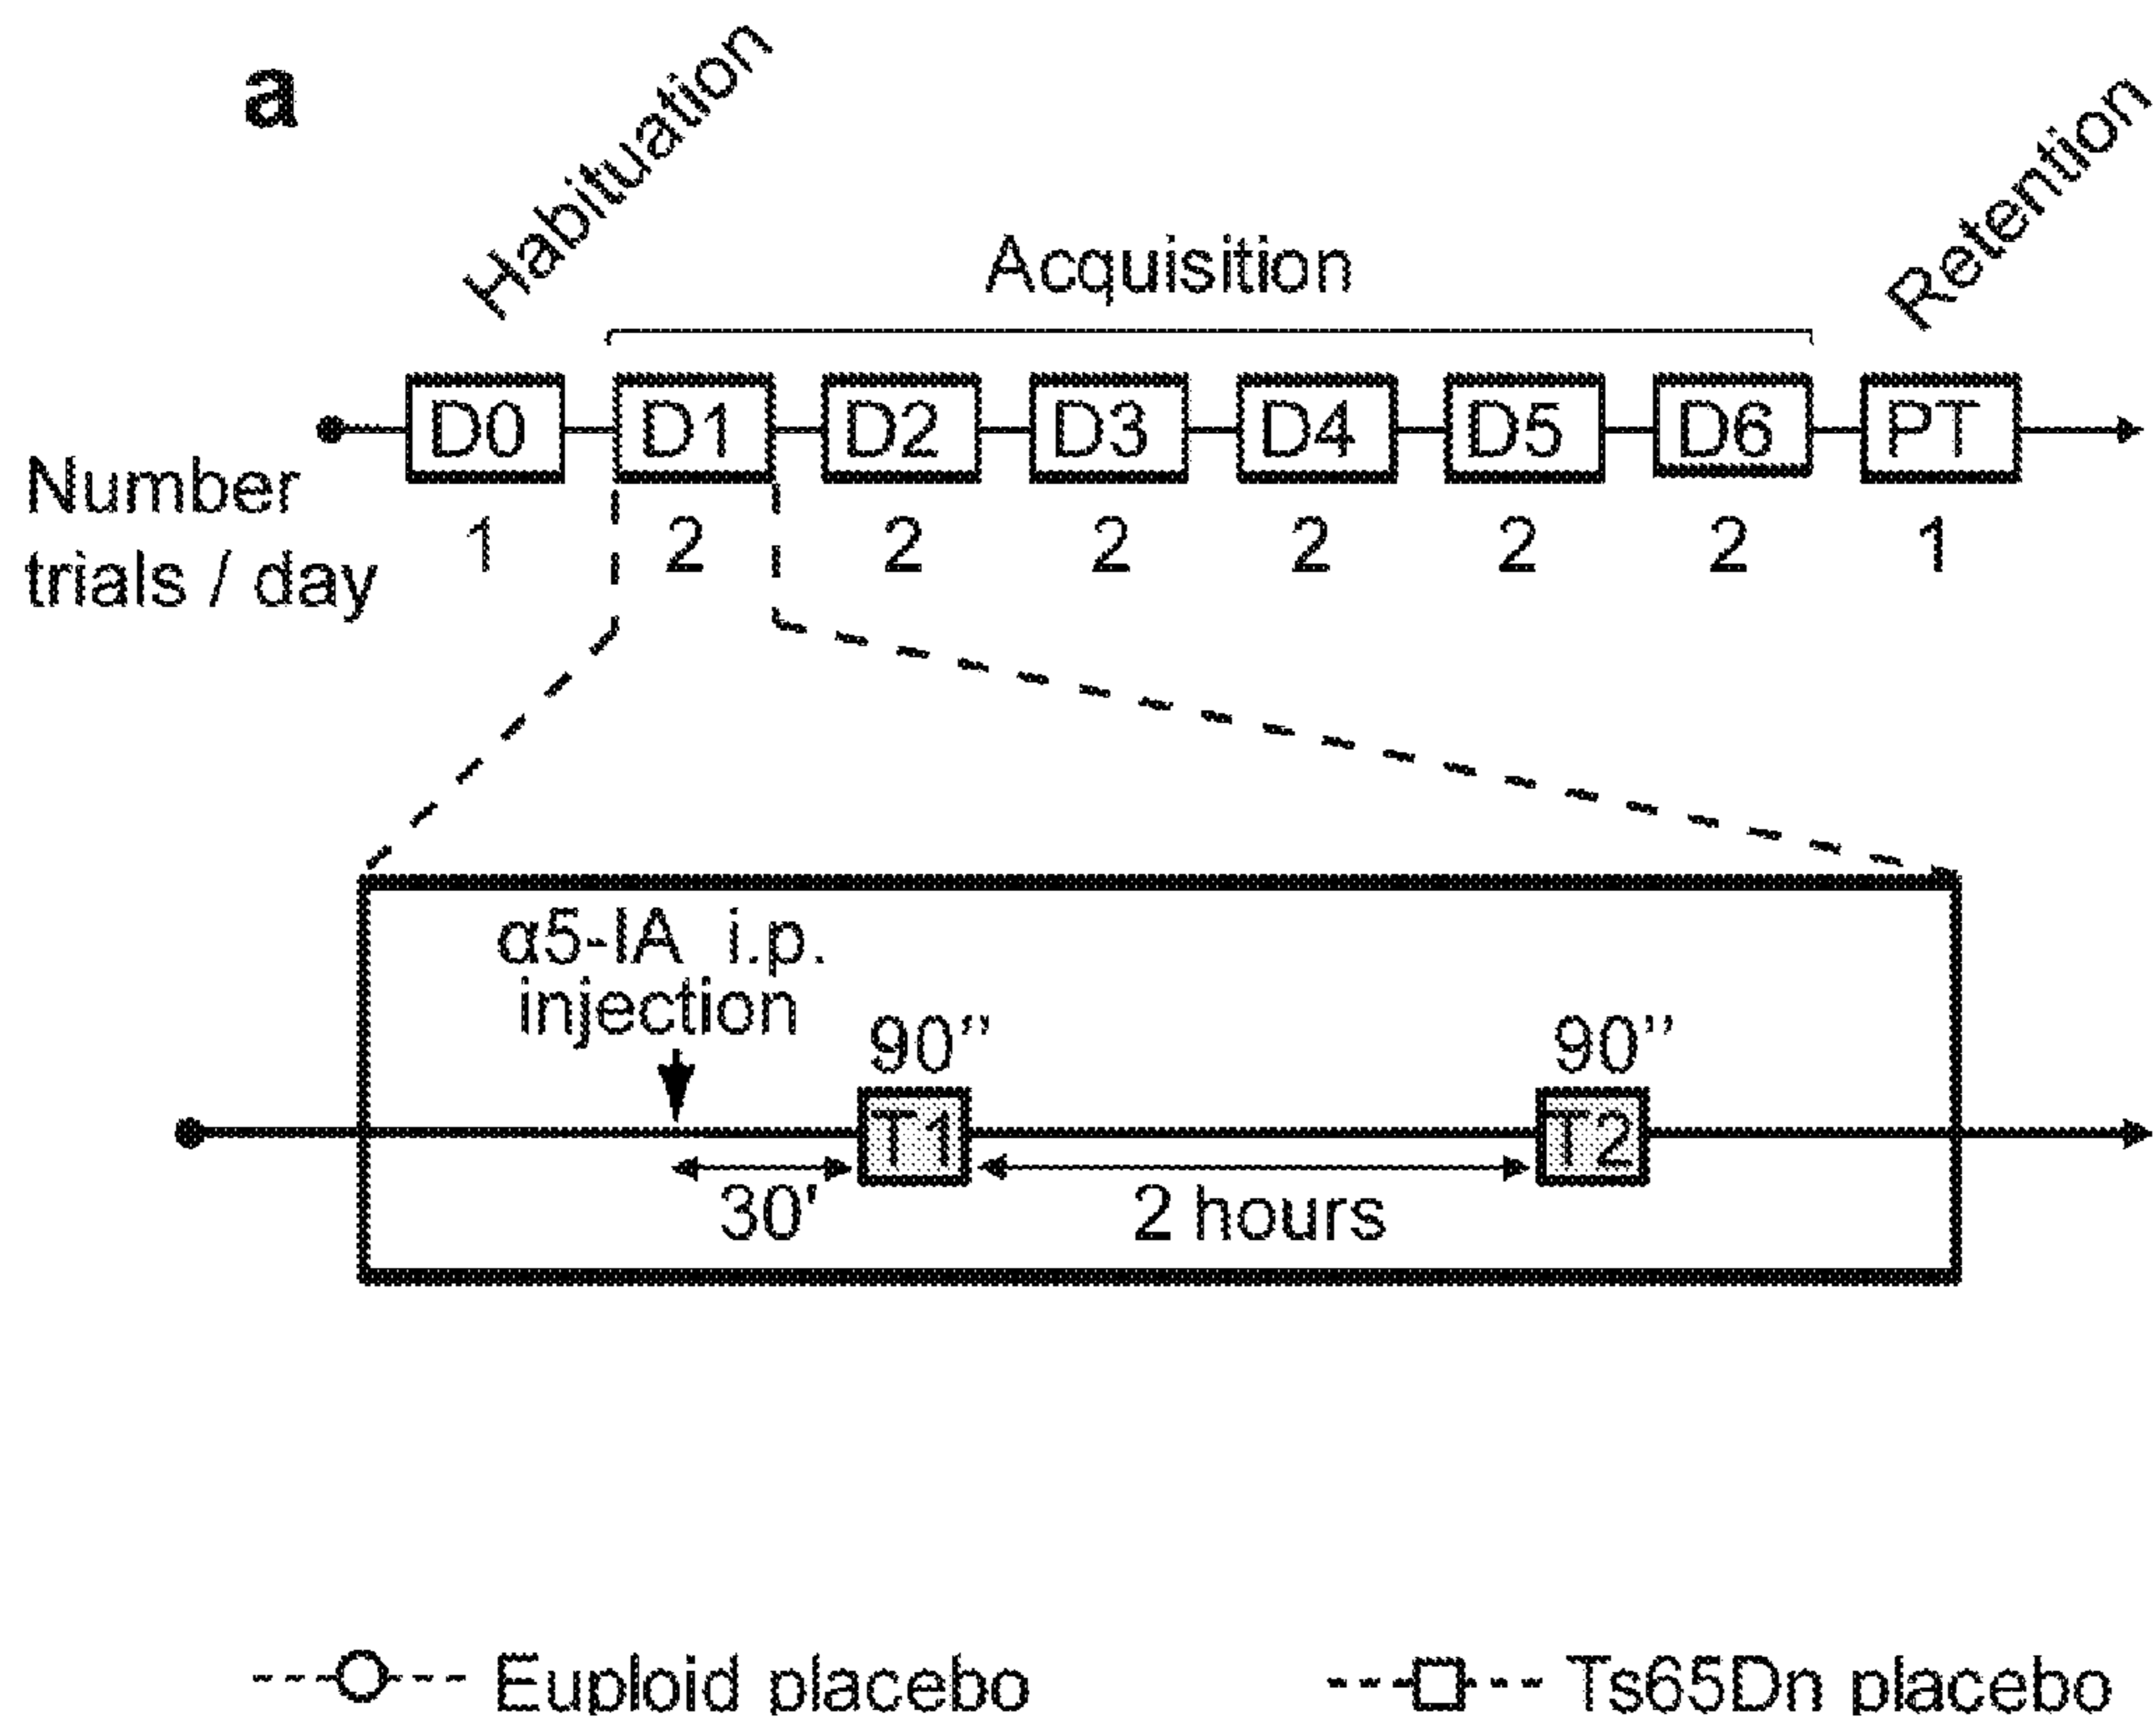 a
Habituation
Acquisition
Retention
D0 D1 D2 D3 D4 D5 D6 PT
Number
trials / day
1 2 2 2 2 2 2 1
α5-IA i.p.
injection
90’’ 90’’
T1 T2
30' 2 hours
Euploid placebo Ts65Dn placebo